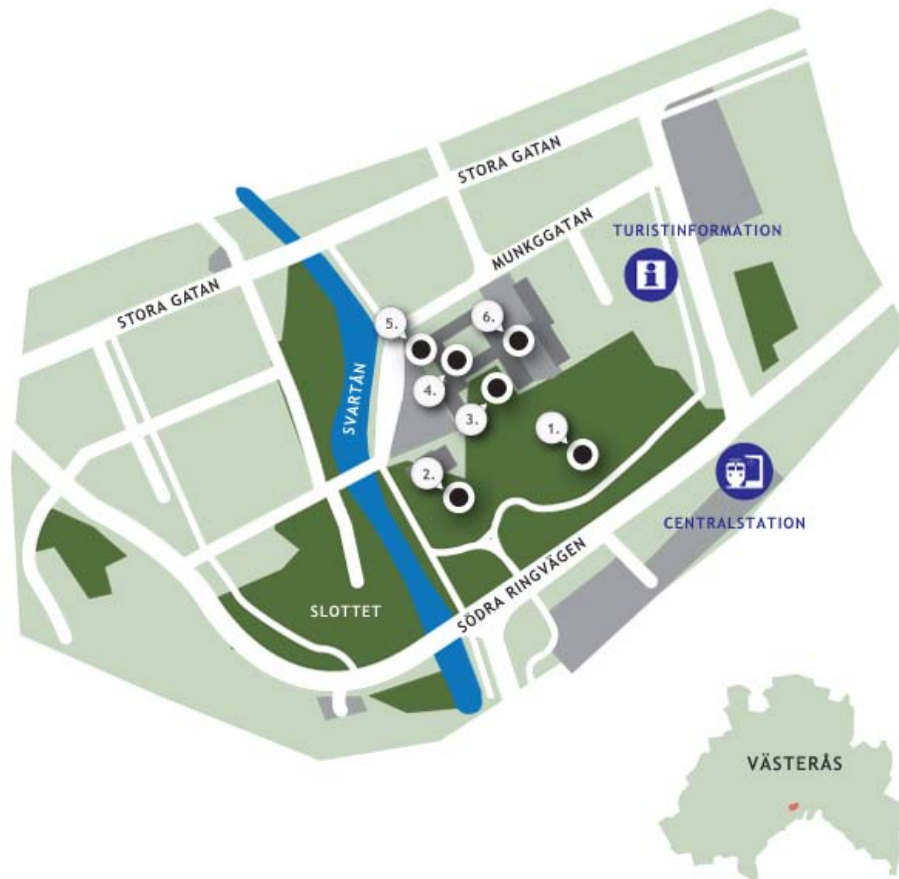 STORA GATAN
MUNKGGATAN
TURISTINFORMATION
i
STORA GATAN
5.
6.
4.
3.
SVARTÅN
1.
2.
CENTRALSTATION
SLOTTET
SÖDRA RINGVÄGEN
VÄSTERÅS